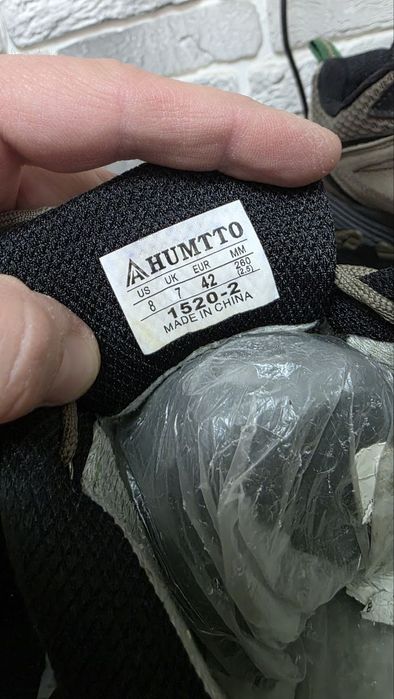 HUMTTO
US UK EUR MM
8 7 42 260
(2.5)
1520-2
MADE IN CHINA